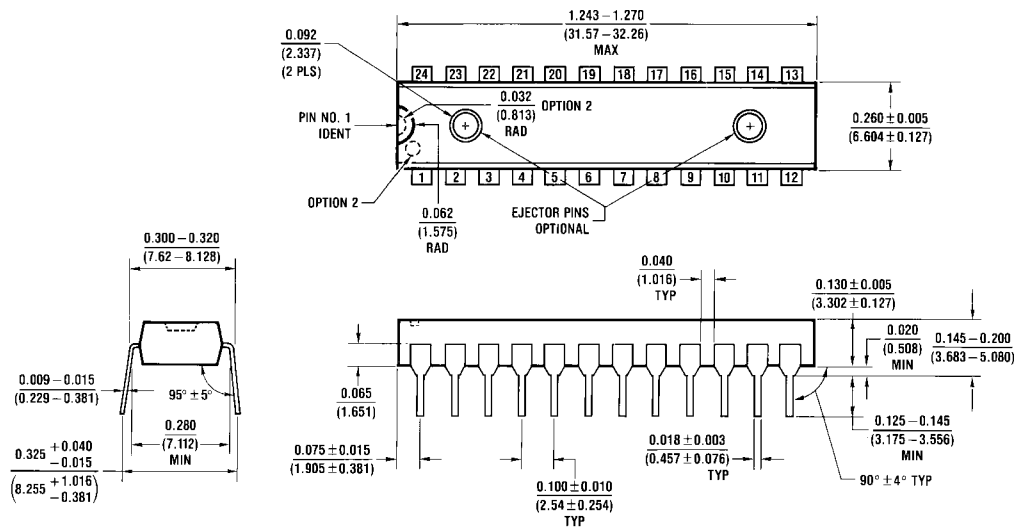 1.243 – 1.270
(31.57 – 32.26)
MAX
0.092
(2.337)
(2 PLS)
24 23 22 21 20 19 18 17 16 15 14 13
0.032
(0.813)
RAD
OPTION 2
PIN NO. 1
IDENT
0.260 ± 0.005
(6.604 ± 0.127)
1 2 3 4 5 6 7 8 9 10 11 12
OPTION 2
0.062
(1.575)
RAD
EJECTOR PINS
OPTIONAL
0.300 – 0.320
(7.62 – 8.128)
0.040
(1.016)
TYP
0.130 ± 0.005
(3.302 ± 0.127)
0.020
(0.508)
MIN
0.145 – 0.200
(3.683 – 5.080)
0.009 – 0.015
(0.229 – 0.381)
95° ± 5°
0.280
(7.112)
MIN
0.325 +0.040
−0.015
(8.255 +1.016
−0.381)
0.065
(1.651)
0.075 ± 0.015
(1.905 ± 0.381)
0.100 ± 0.010
(2.54 ± 0.254)
TYP
0.018 ± 0.003
(0.457 ± 0.076)
TYP
0.125 – 0.145
(3.175 – 3.556)
MIN
90° ± 4° TYP